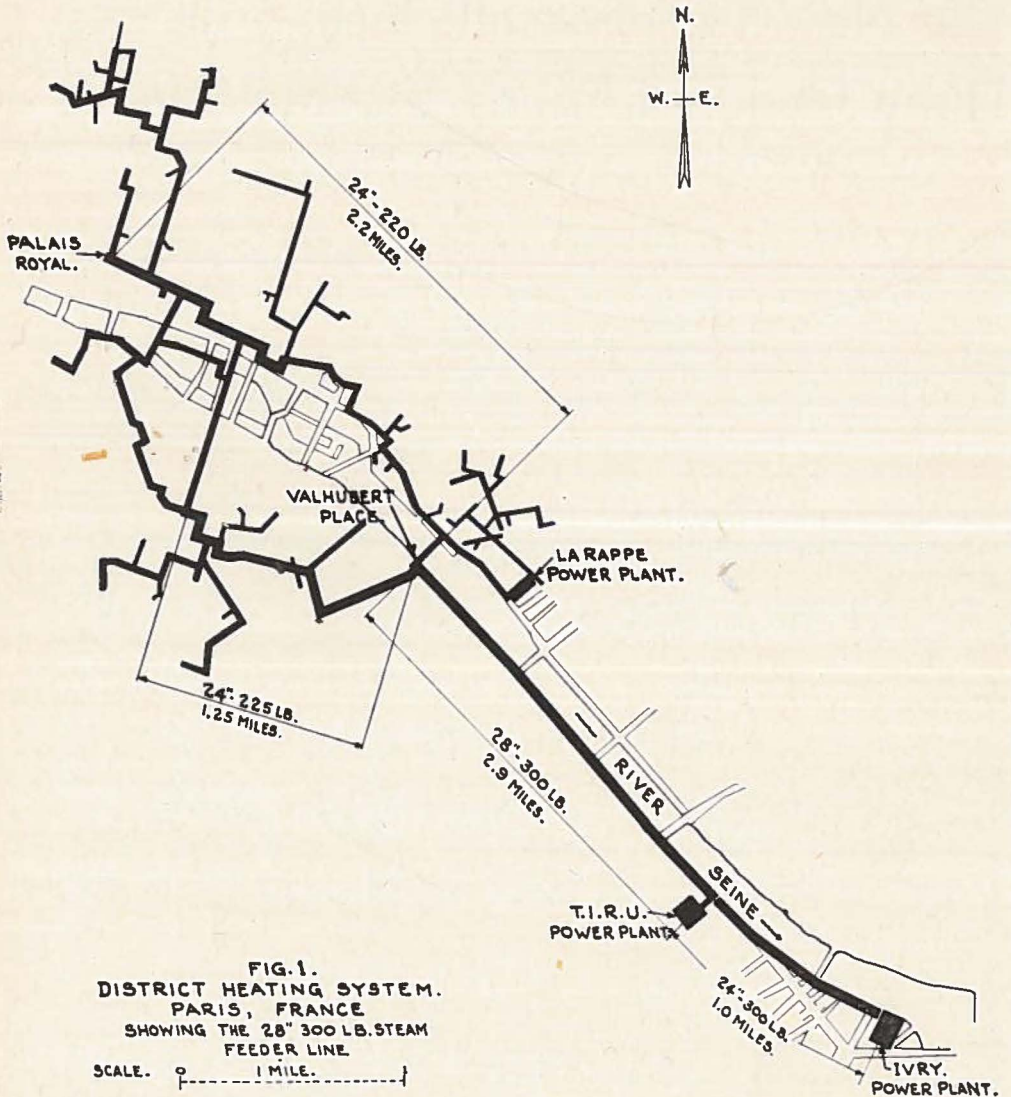 N.
W. E.
24"-220 LB.
2.2 MILES.
PALAIS
ROYAL.
VALHUBERT
PLACE.
LA RAPPE
POWER PLANT.
24"-225 LB.
1.25 MILES.
28"-300 LB.
2.9 MILES.
RIVER
SEINE
T.I.R.U.
POWER PLANT.
24"-300 LB.
1.0 MILES.
IVRY.
POWER PLANT.
FIG.1.
DISTRICT HEATING SYSTEM.
PARIS, FRANCE
SHOWING THE 28" 300 LB.STEAM
FEEDER LINE
SCALE. 0 1 MILE.